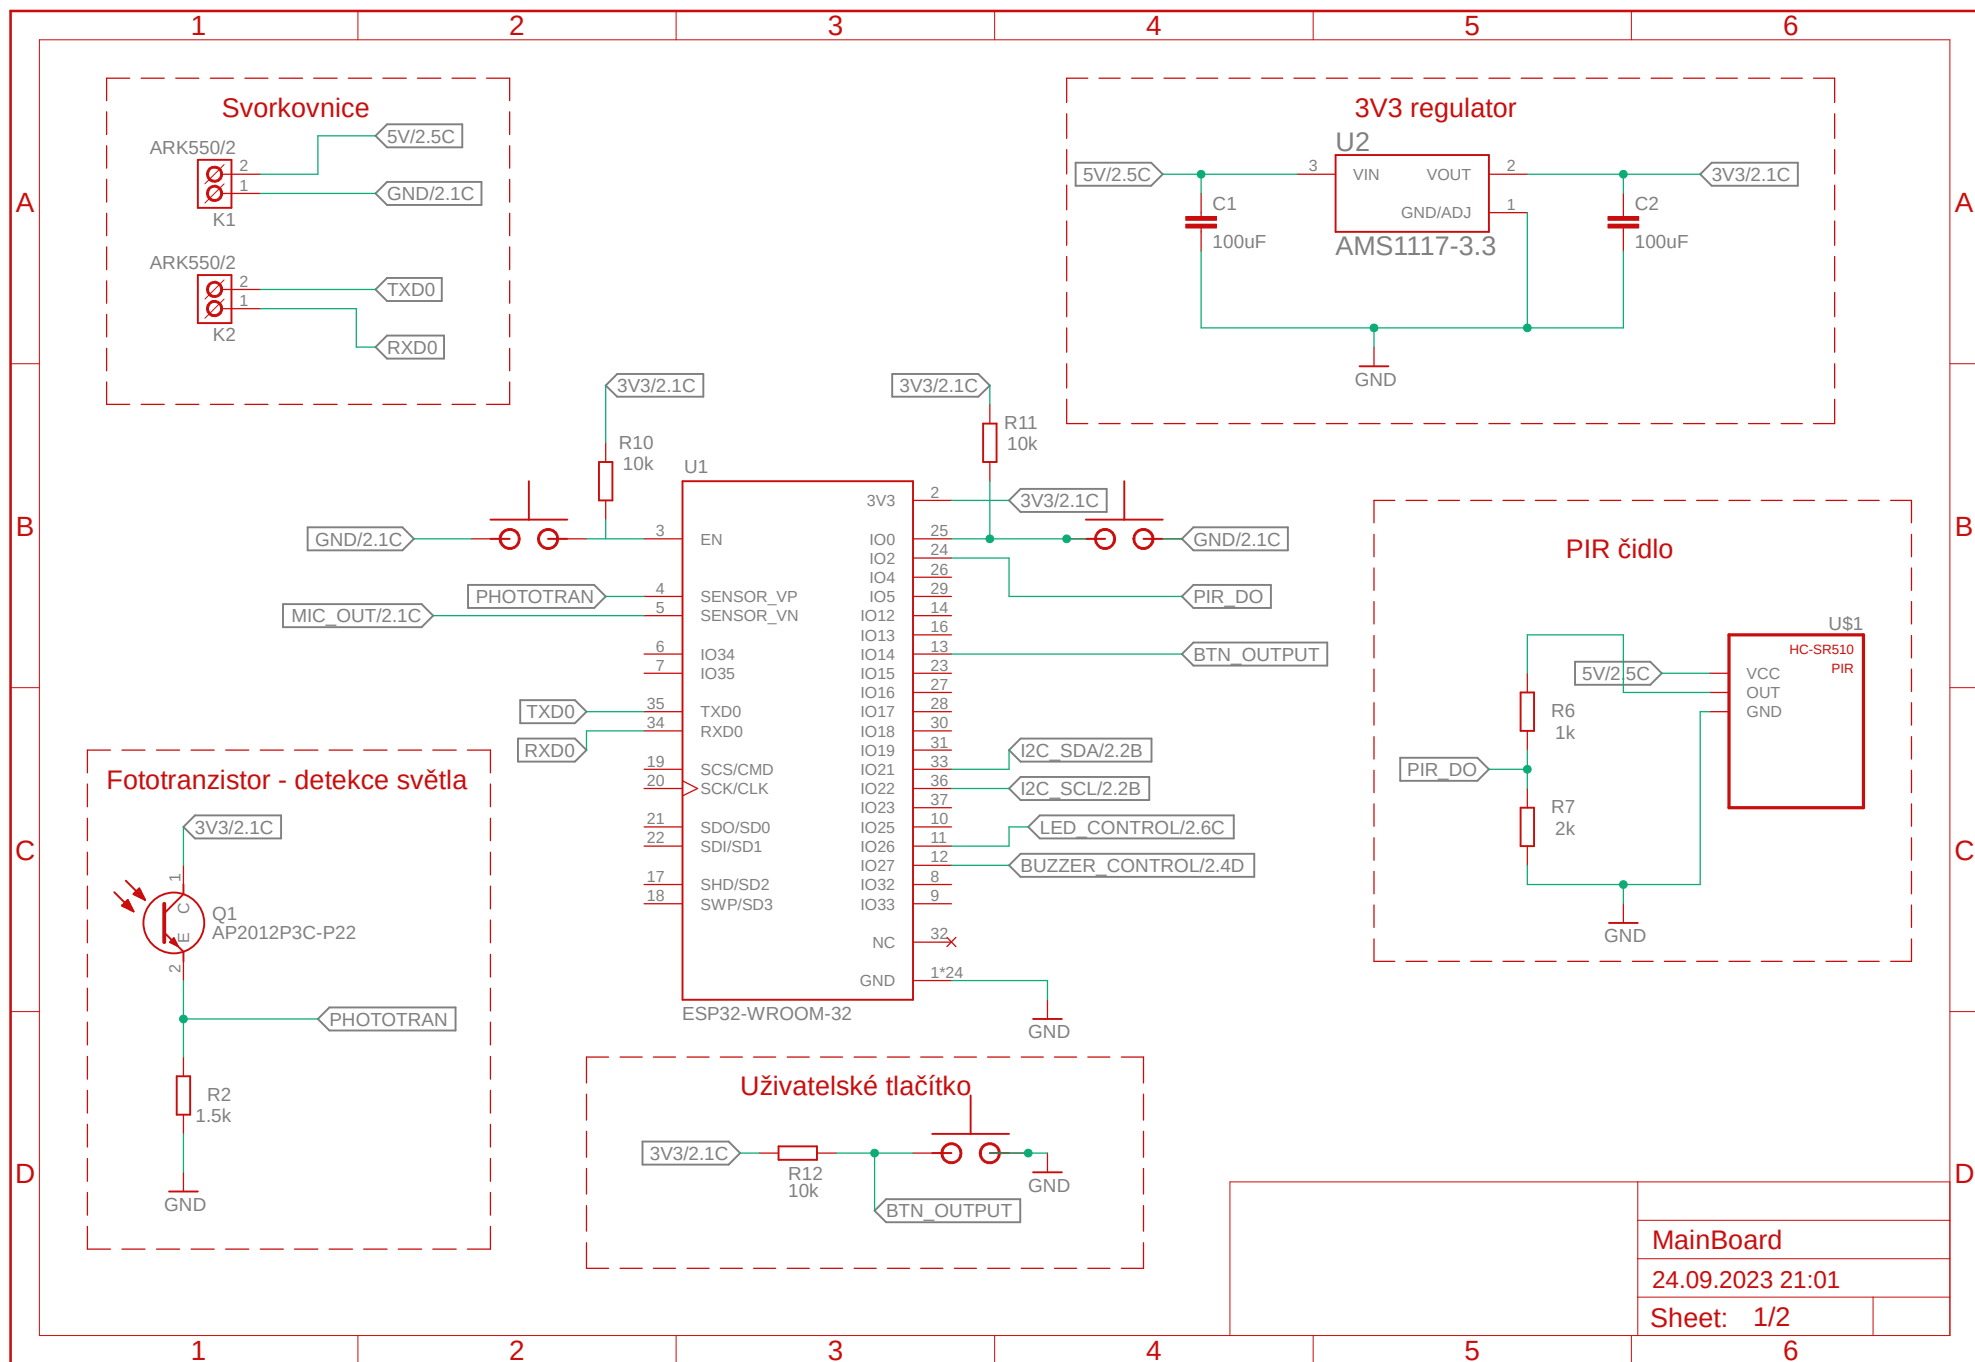 1 2 3 4 5 6
A
B
C
D
A
B
C
D
Svorkovnice
ARK550/2
2
1
K1
5V/2.5C
GND/2.1C
ARK550/2
2
1
K2
TXD0
RXD0
3V3 regulator
U2
5V/2.5C
3 VIN VOUT 2
GND/ADJ 1
AMS1117-3.3
C1
100uF
C2
100uF
3V3/2.1C
GND
3V3/2.1C
R10
10k
3V3/2.1C
R11
10k
U1
GND/2.1C
PHOTOTRAN
MIC_OUT/2.1C
TXD0
RXD0
3 EN
4 SENSOR_VP
5 SENSOR_VN
6 IO34
7 IO35
35 TXD0
34 RXD0
19 SCS/CMD
20 SCK/CLK
21 SDO/SD0
22 SDI/SD1
17 SHD/SD2
18 SWP/SD3
3V3 2
IO0 25
IO2 24
IO4 26
IO5 29
IO12 14
IO13 16
IO14 13
IO15 23
IO16 27
IO17 28
IO18 30
IO19 31
IO21 33
IO22 36
IO23 37
IO25 10
IO26 11
IO27 12
IO32 8
IO33 9
NC 32
GND 1*24
ESP32-WROOM-32
3V3/2.1C
GND/2.1C
PIR_DO
BTN_OUTPUT
I2C_SDA/2.2B
I2C_SCL/2.2B
LED_CONTROL/2.6C
BUZZER_CONTROL/2.4D
GND
PIR čidlo
U$1
HC-SR510
PIR
VCC
OUT
GND
5V/2.5C
R6
1k
PIR_DO
R7
2k
GND
Fototranzistor - detekce světla
3V3/2.1C
1
C
E
2
Q1
AP2012P3C-P22
PHOTOTRAN
R2
1.5k
GND
Uživatelské tlačítko
3V3/2.1C
R12
10k
BTN_OUTPUT
GND
MainBoard
24.09.2023 21:01
Sheet: 1/2
1 2 3 4 5 6